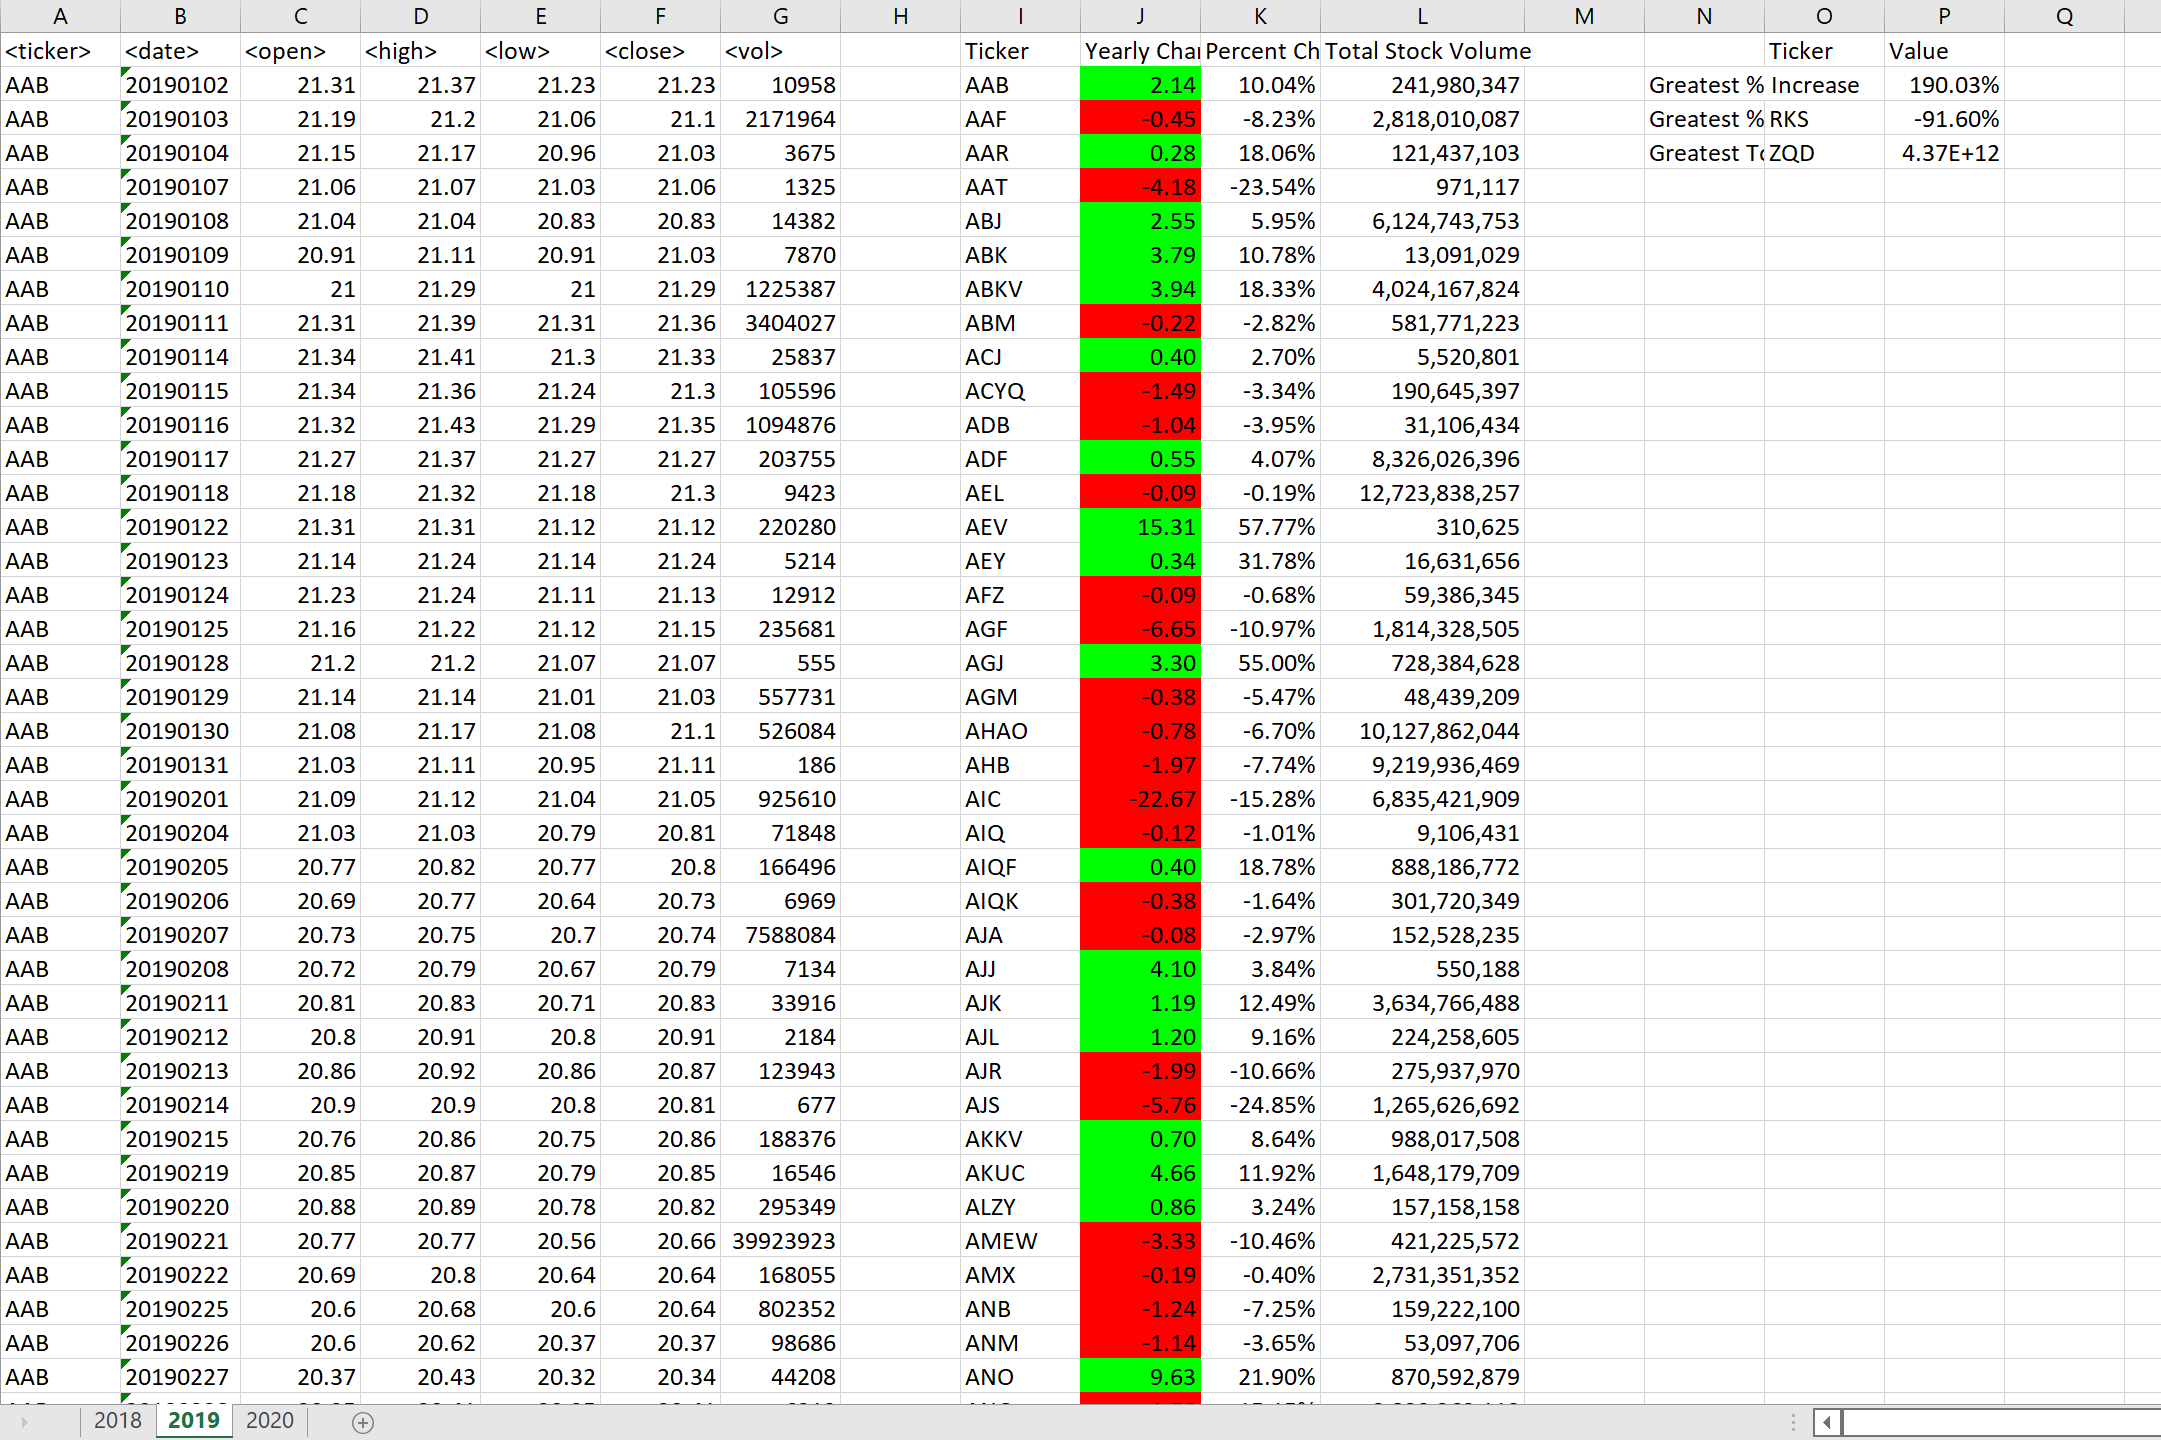 A B C D E F G H I J K L M N O P Q
<ticker> <date> <open> <high> <low> <close> <vol> Ticker Yearly Cha Percent Ch Total Stock Volume Ticker Value
AAB 20190102 21.31 21.37 21.23 21.23 10958 AAB 2.14 10.04% 241,980,347 Greatest % Increase 190.03%
AAB 20190103 21.19 21.2 21.06 21.1 2171964 AAF -0.45 -8.23% 2,818,010,087 Greatest % RKS -91.60%
AAB 20190104 21.15 21.17 20.96 21.03 3675 AAR 0.28 18.06% 121,437,103 Greatest To ZQD 4.37E+12
AAB 20190107 21.06 21.07 21.03 21.06 1325 AAT -4.18 -23.54% 971,117
AAB 20190108 21.04 21.04 20.83 20.83 14382 ABJ 2.55 5.95% 6,124,743,753
AAB 20190109 20.91 21.11 20.91 21.03 7870 ABK 3.79 10.78% 13,091,029
AAB 20190110 21 21.29 21 21.29 1225387 ABKV 3.94 18.33% 4,024,167,824
AAB 20190111 21.31 21.39 21.31 21.36 3404027 ABM -0.22 -2.82% 581,771,223
AAB 20190114 21.34 21.41 21.3 21.33 25837 ACJ 0.40 2.70% 5,520,801
AAB 20190115 21.34 21.36 21.24 21.3 105596 ACYQ -1.49 -3.34% 190,645,397
AAB 20190116 21.32 21.43 21.29 21.35 1094876 ADB -1.04 -3.95% 31,106,434
AAB 20190117 21.27 21.37 21.27 21.27 203755 ADF 0.55 4.07% 8,326,026,396
AAB 20190118 21.18 21.32 21.18 21.3 9423 AEL -0.09 -0.19% 12,723,838,257
AAB 20190122 21.31 21.31 21.12 21.12 220280 AEV 15.31 57.77% 310,625
AAB 20190123 21.14 21.24 21.14 21.24 5214 AEY 0.34 31.78% 16,631,656
AAB 20190124 21.23 21.24 21.11 21.13 12912 AFZ -0.09 -0.68% 59,386,345
AAB 20190125 21.16 21.22 21.12 21.15 235681 AGF -6.65 -10.97% 1,814,328,505
AAB 20190128 21.2 21.2 21.07 21.07 555 AGJ 3.30 55.00% 728,384,628
AAB 20190129 21.14 21.14 21.01 21.03 557731 AGM -0.38 -5.47% 48,439,209
AAB 20190130 21.08 21.17 21.08 21.1 526084 AHAO -0.78 -6.70% 10,127,862,044
AAB 20190131 21.03 21.11 20.95 21.11 186 AHB -1.97 -7.74% 9,219,936,469
AAB 20190201 21.09 21.12 21.04 21.05 925610 AIC -22.67 -15.28% 6,835,421,909
AAB 20190204 21.03 21.03 20.79 20.81 71848 AIQ -0.12 -1.01% 9,106,431
AAB 20190205 20.77 20.82 20.77 20.8 166496 AIQF 0.40 18.78% 888,186,772
AAB 20190206 20.69 20.77 20.64 20.73 6969 AIQK -0.38 -1.64% 301,720,349
AAB 20190207 20.73 20.75 20.7 20.74 7588084 AJA -0.08 -2.97% 152,528,235
AAB 20190208 20.72 20.79 20.67 20.79 7134 AJJ 4.10 3.84% 550,188
AAB 20190211 20.81 20.83 20.71 20.83 33916 AJK 1.19 12.49% 3,634,766,488
AAB 20190212 20.8 20.91 20.8 20.91 2184 AJL 1.20 9.16% 224,258,605
AAB 20190213 20.86 20.92 20.86 20.87 123943 AJR -1.99 -10.66% 275,937,970
AAB 20190214 20.9 20.9 20.8 20.81 677 AJS -5.76 -24.85% 1,265,626,692
AAB 20190215 20.76 20.86 20.75 20.86 188376 AKKV 0.70 8.64% 988,017,508
AAB 20190219 20.85 20.87 20.79 20.85 16546 AKUC 4.66 11.92% 1,648,179,709
AAB 20190220 20.88 20.89 20.78 20.82 295349 ALZY 0.86 3.24% 157,158,158
AAB 20190221 20.77 20.77 20.56 20.66 39923923 AMEW -3.33 -10.46% 421,225,572
AAB 20190222 20.69 20.8 20.64 20.64 168055 AMX -0.19 -0.40% 2,731,351,352
AAB 20190225 20.6 20.68 20.6 20.64 802352 ANB -1.24 -7.25% 159,222,100
AAB 20190226 20.6 20.62 20.37 20.37 98686 ANM -1.14 -3.65% 53,097,706
AAB 20190227 20.37 20.43 20.32 20.34 44208 ANO 9.63 21.90% 870,592,879
2018 2019 2020